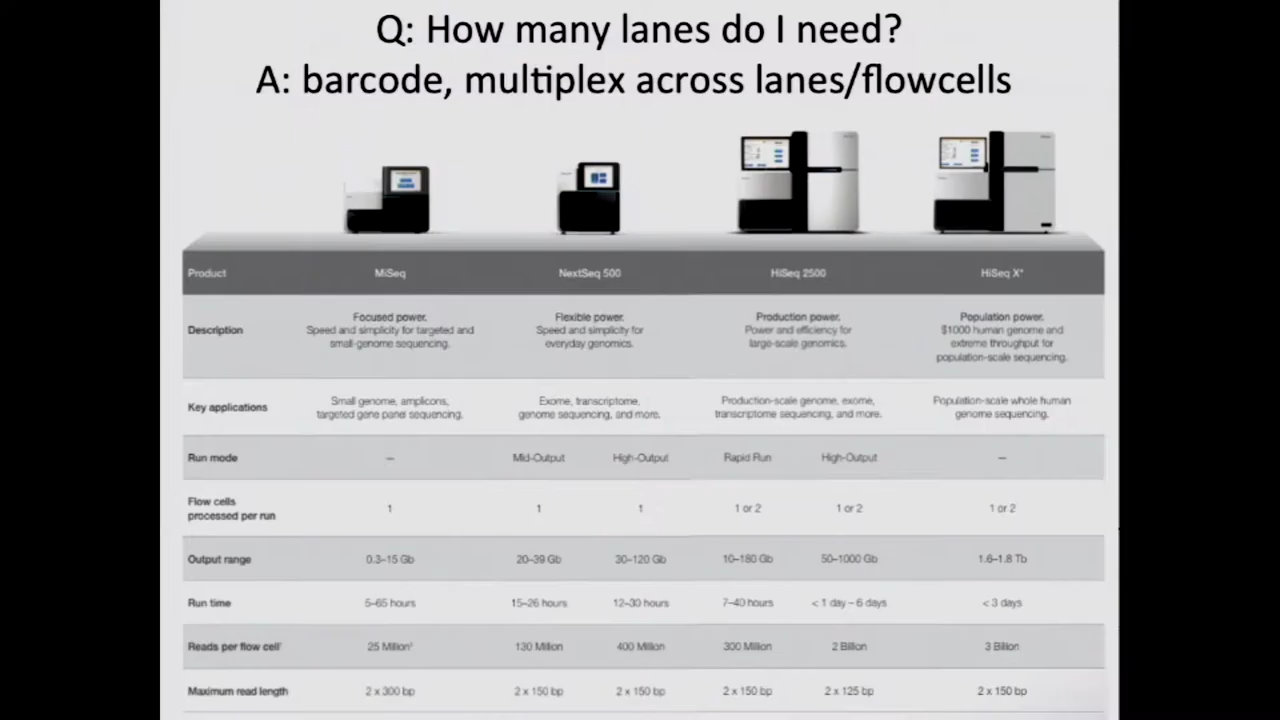 Q: How many lanes do I need?
A: barcode, multiplex across lanes/flowcells
Product MiSeq NextSeq 500 HiSeq 2500 HiSeq X*
Description
Focused power.
Speed and simplicity for targeted and
small-genome sequencing.
Flexible power.
Speed and simplicity for
everyday genomics.
Production power.
Power and efficiency for
large-scale genomics.
Population power.
$1000 human genome and
extreme throughput for
population-scale sequencing.
Key applications
Small genome, amplicons,
targeted gene panel sequencing.
Exome, transcriptome,
genome sequencing, and more.
Production-scale genome, exome,
transcriptome sequencing, and more.
Population-scale whole human
genome sequencing.
Run mode — Mid-Output High-Output Rapid Run High-Output —
Flow cells
processed per run
1 1 1 1 or 2 1 or 2 1 or 2
Output range 0.3–15 Gb 20–39 Gb 30–120 Gb 10–180 Gb 50–1000 Gb 1.6–1.8 Tb
Run time 5–65 hours 15–26 hours 12–30 hours 7–40 hours < 1 day – 6 days < 3 days
Reads per flow cell 25 Million 130 Million 400 Million 300 Million 2 Billion 3 Billion
Maximum read length 2 x 300 bp 2 x 150 bp 2 x 150 bp 2 x 150 bp 2 x 125 bp 2 x 150 bp